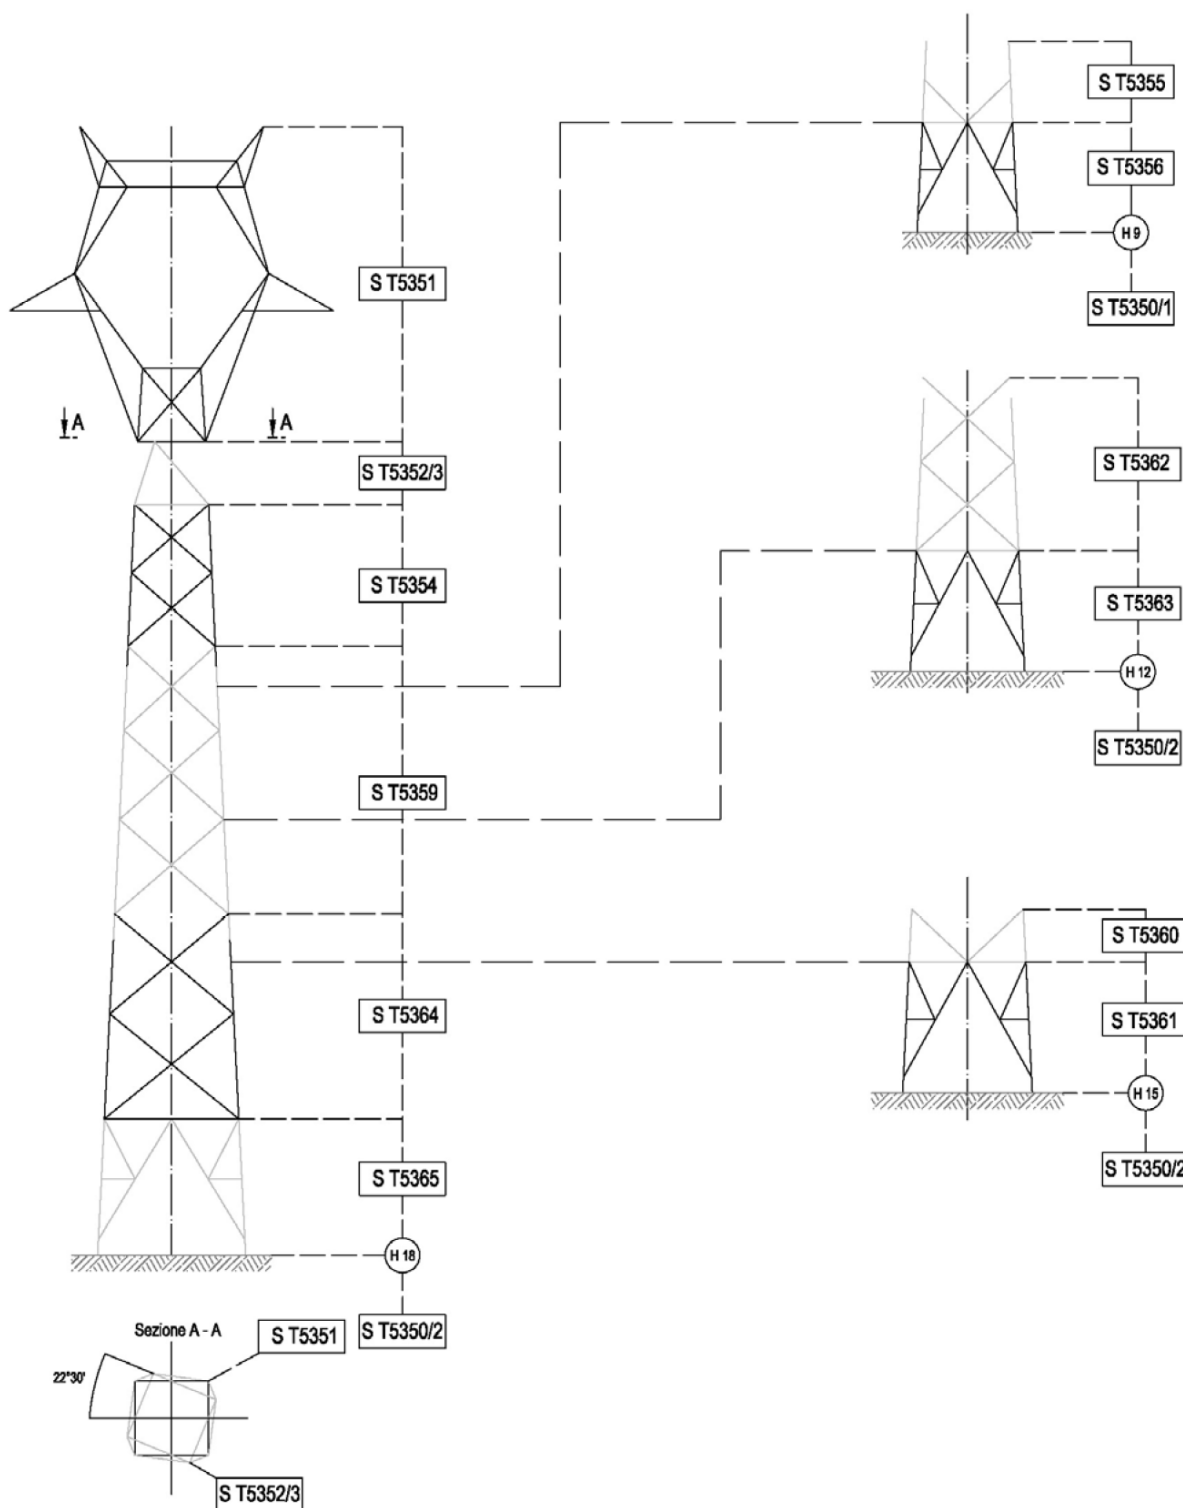 S T5355
S T5356
H 9
S T5350/1
S T5351
A
A
S T5352/3
S T5354
S T5359
S T5362
S T5363
H 12
S T5350/2
S T5364
S T5360
S T5361
H 15
S T5350/2
S T5365
H 18
S T5350/2
Sezione A - A
S T5351
22°30'
S T5352/3